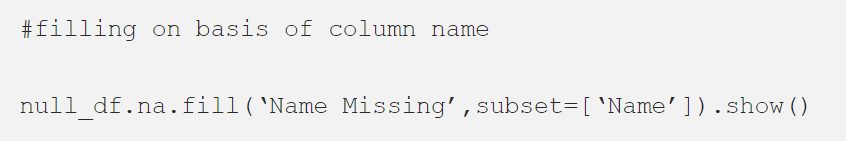 #filling on basis of column name
null_df.na.fill(‘Name Missing’,subset=[‘Name’]).show()